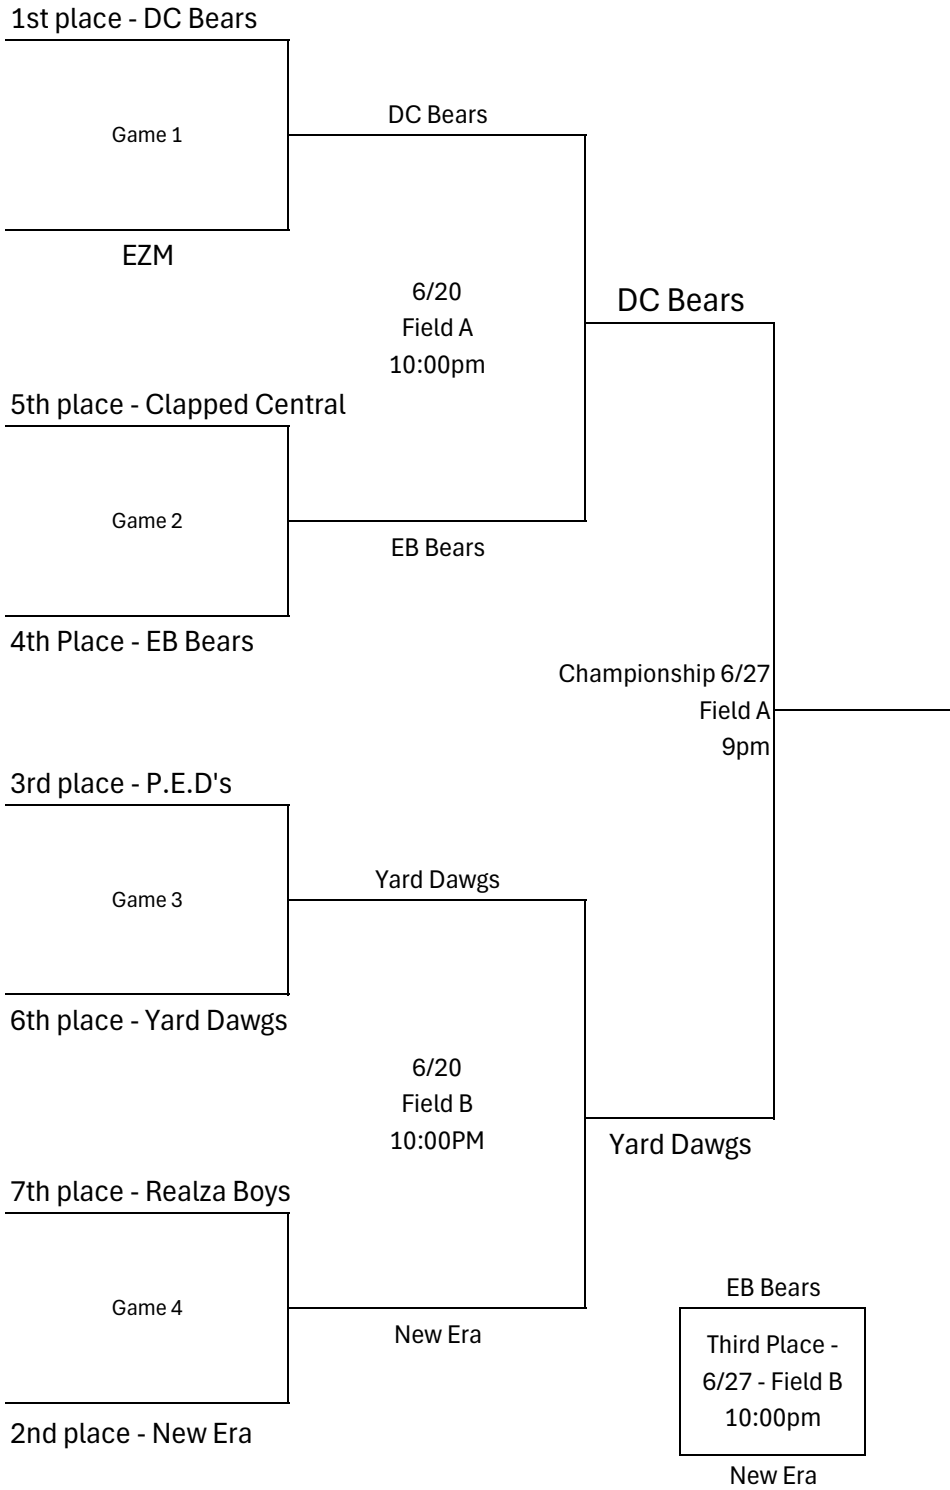 1st place - DC Bears
DC Bears
Game 1
EZM
6/20
Field A
10:00pm
DC Bears
5th place - Clapped Central
Game 2
EB Bears
4th Place - EB Bears
Championship 6/27
Field A
9pm
3rd place - P.E.D's
Yard Dawgs
Game 3
6th place - Yard Dawgs
6/20
Field B
10:00PM
Yard Dawgs
7th place - Realza Boys
Game 4
New Era
2nd place - New Era
EB Bears
Third Place -
6/27 - Field B
10:00pm
New Era